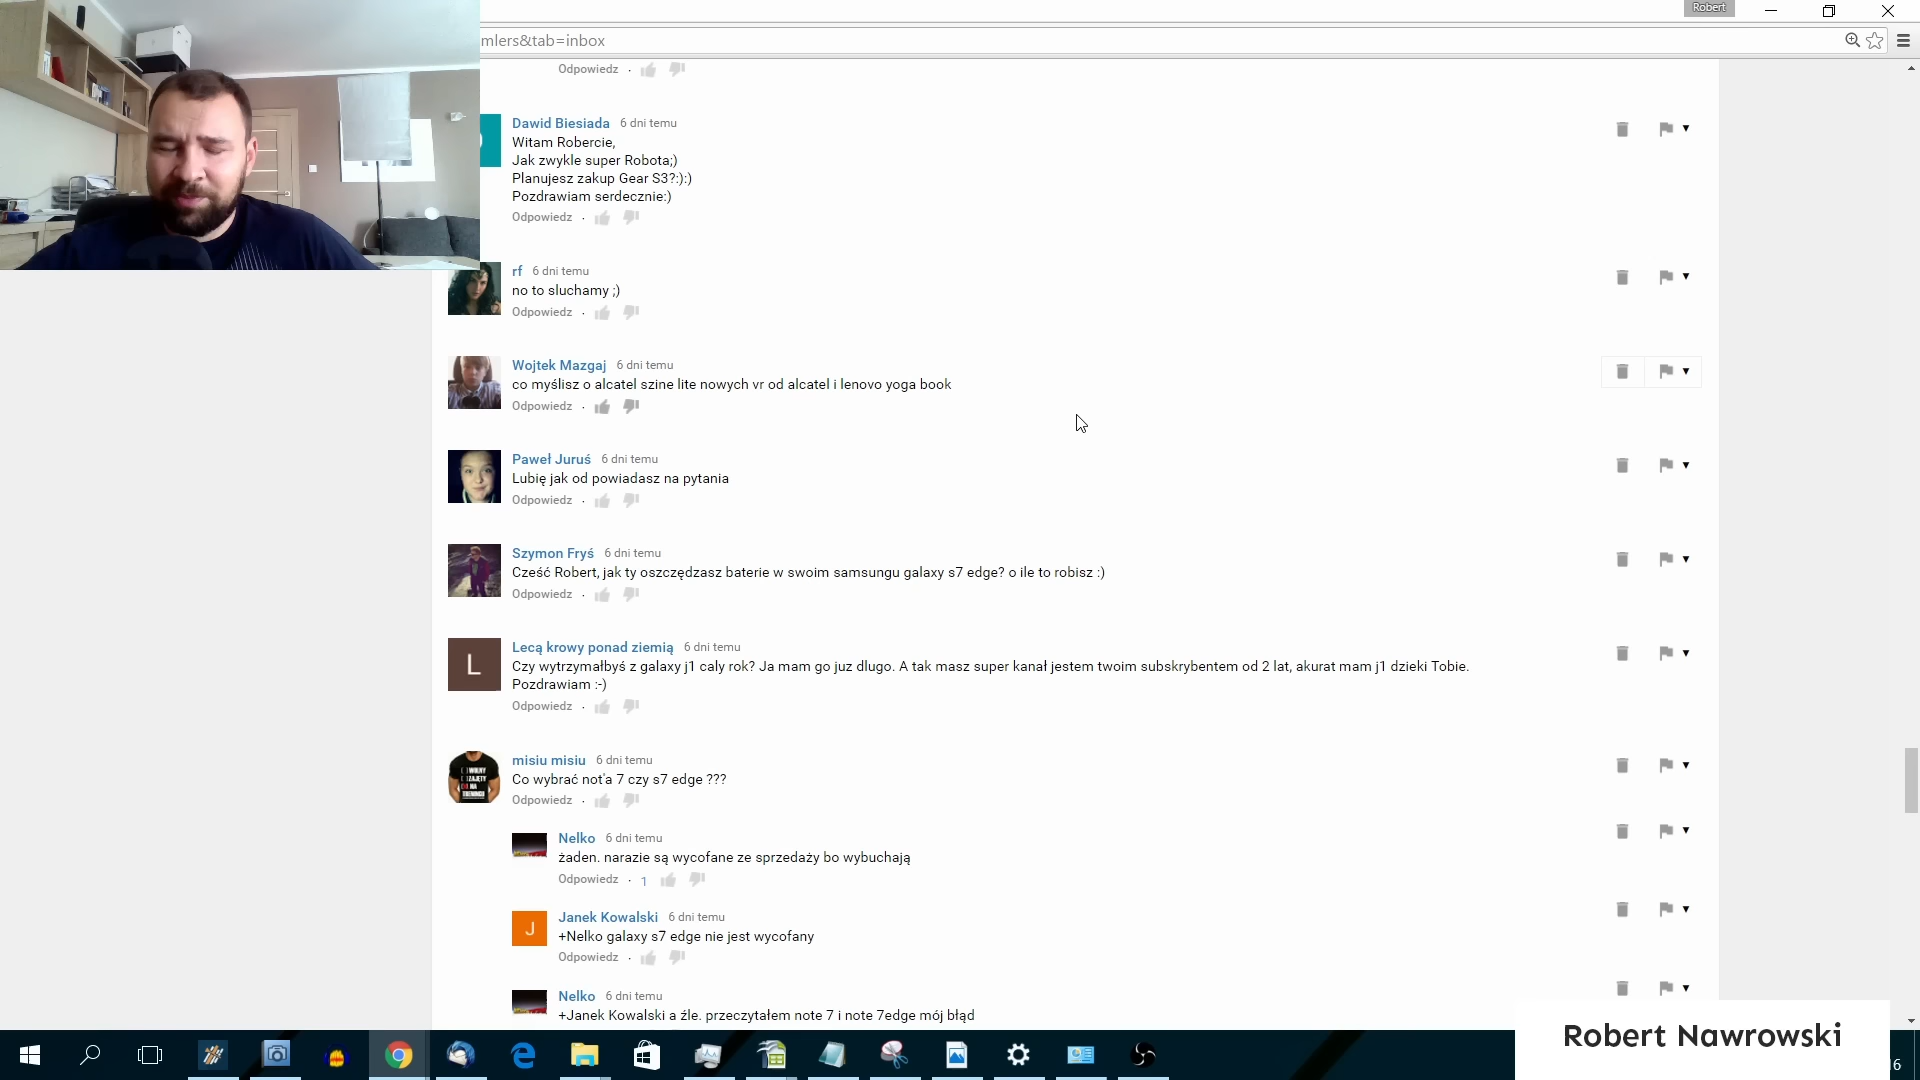 Robert
mlers&tab=inbox
Odpowiedz
Dawid Biesiada 6 dni temu
Witam Robercie,
Jak zwykle super Robota;)
Planujesz zakup Gear S3?:):)
Pozdrawiam serdecznie:)
Odpowiedz
rf 6 dni temu
no to sluchamy ;)
Odpowiedz
Wojtek Mazgaj 6 dni temu
co myślisz o alcatel szine lite nowych vr od alcatel i lenovo yoga book
Odpowiedz
Paweł Juruś 6 dni temu
Lubię jak od powiadasz na pytania
Odpowiedz
Szymon Fryś 6 dni temu
Cześć Robert, jak ty oszczędzasz baterie w swoim samsungu galaxy s7 edge? o ile to robisz :)
Odpowiedz
L
Lecą krowy ponad ziemią 6 dni temu
Czy wytrzymałbyś z galaxy j1 caly rok? Ja mam go juz dlugo. A tak masz super kanał jestem twoim subskrybentem od 2 lat, akurat mam j1 dzieki Tobie.
Pozdrawiam :-)
Odpowiedz
misiu misiu 6 dni temu
Co wybrać not'a 7 czy s7 edge ???
Odpowiedz
Nelko 6 dni temu
żaden. narazie są wycofane ze sprzedaży bo wybuchają
Odpowiedz 1
J
Janek Kowalski 6 dni temu
+Nelko galaxy s7 edge nie jest wycofany
Odpowiedz
Nelko 6 dni temu
+Janek Kowalski a źle. przeczytałem note 7 i note 7edge mój błąd
Robert Nawrowski
16